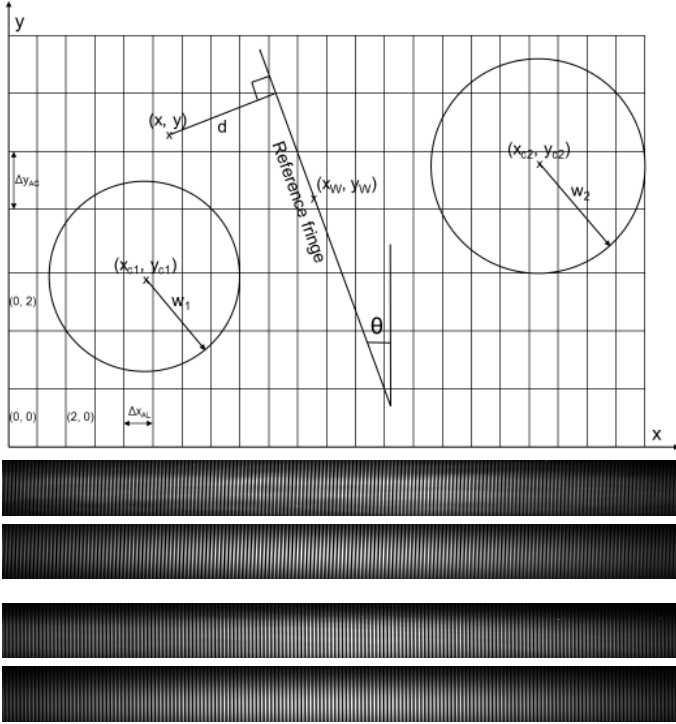 y
(x, y)
d
Reference fringe
(x_W, y_W)
(x_c2, y_c2)
w_2
Δy_AC
(x_c1, y_c1)
w_1
(0, 2)
θ
(0, 0)
(2, 0)
Δx_AL
x